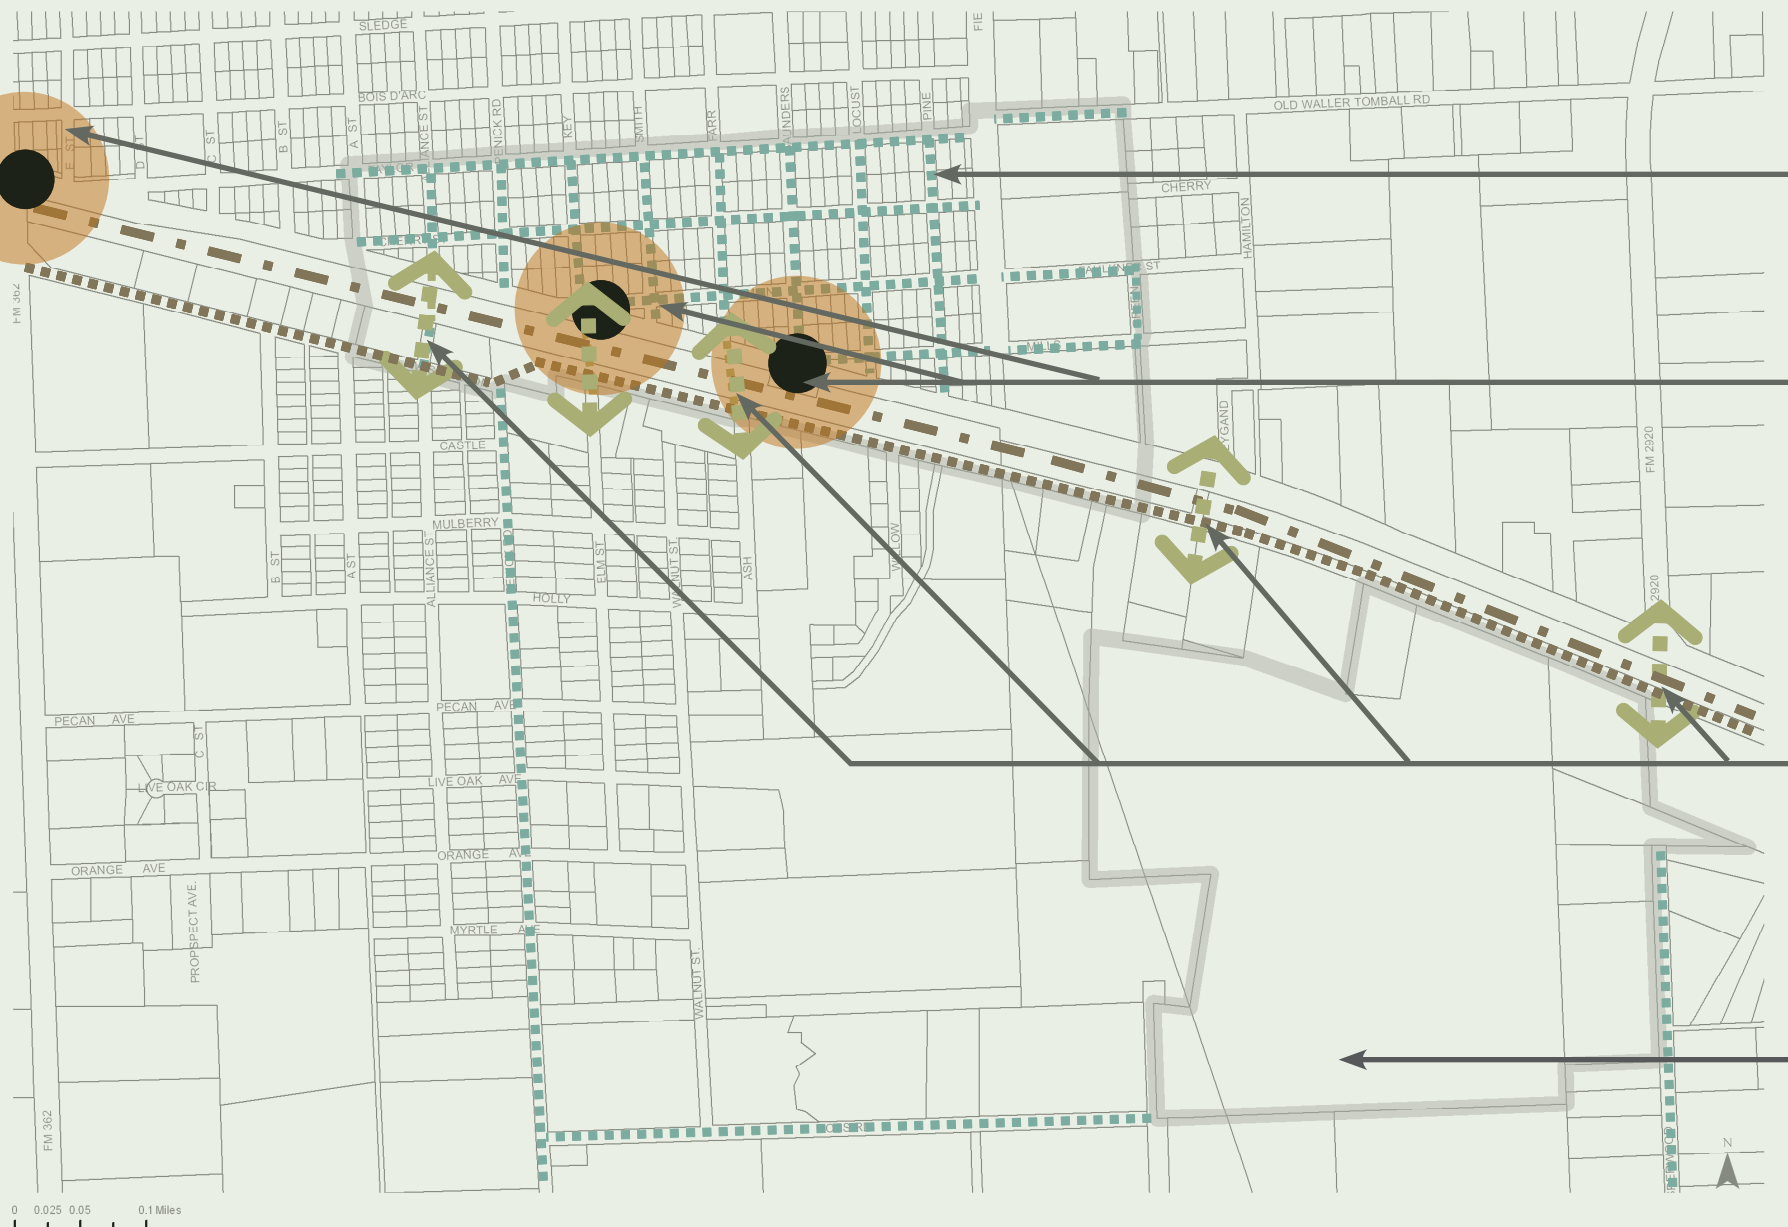 SLEDGE
FIE
BOIS D'ARC
OLD WALLER TOMBALL RD
E ST
D ST
C ST
B ST
A ST
PENICK RD
KEY
SMITH
FARR
LOCUST
PINE
CHERRY
HAMILTON
FM 362
MILLS
CASTLE
FM 2920
2920
MULBERRY
B ST
A ST
ALLIANCE ST
ELM ST
WALNUT ST
ASH
WILLOW
HOLLY
PECAN AVE
PECAN AVE
C ST
LIVE OAK CIR
LIVE OAK AVE
ORANGE AVE
ORANGE AVE
PROPSPECT AVE.
MYRTLE AVE
WALNUT ST.
FM 362
N
0 0.025 0.05 0.1 Miles